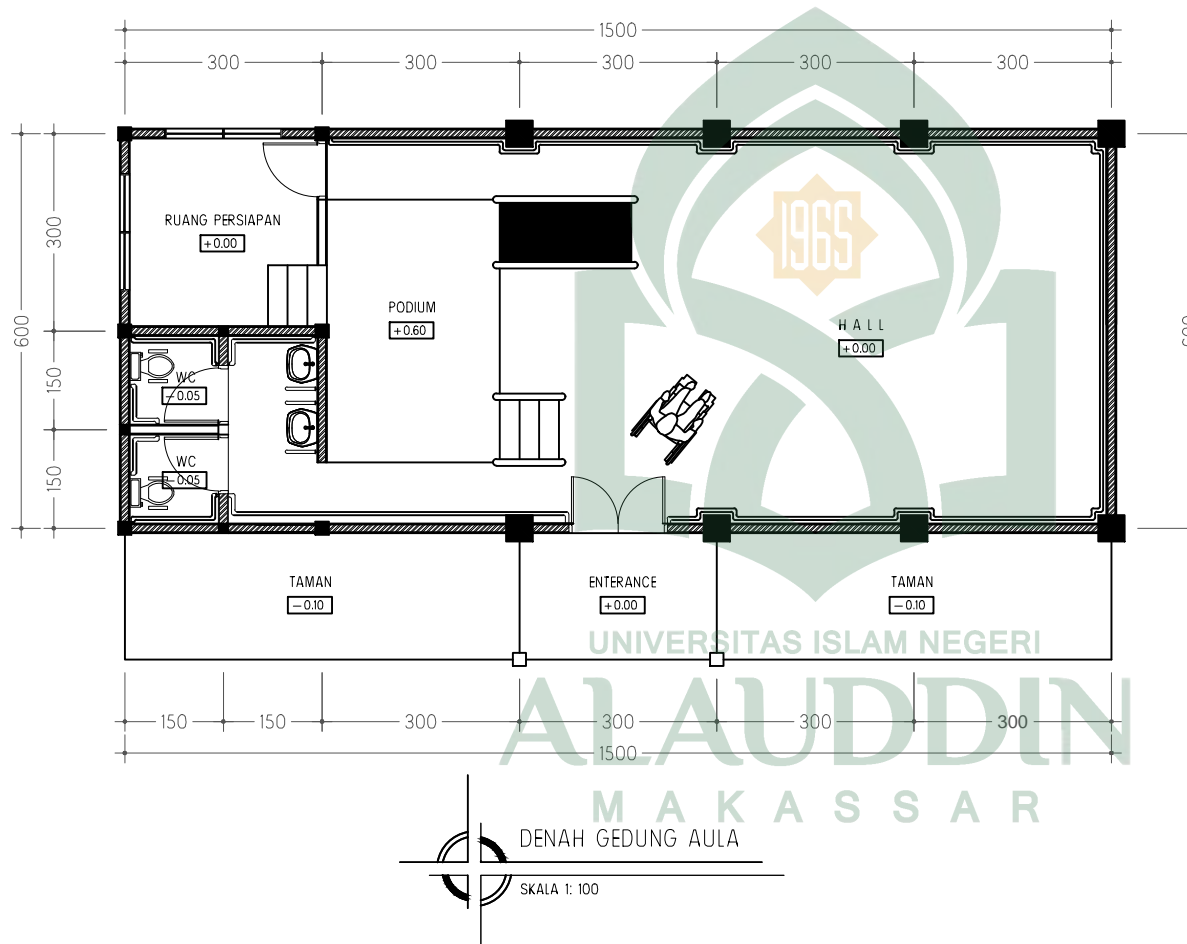 1500
300 300 300 300 300
RUANG PERSIAPAN
+0.00
1965
300
600
PODIUM
+0.60
HALL
+0.00
600
150
WC
-0.05
150
WC
-0.05
TAMAN
-0.10
ENTERANCE
+0.00
TAMAN
-0.10
UNIVERSITAS ISLAM NEGERI
150 150 300 300 300 300
1500
ALAUDDIN
MAKASSAR
DENAH GEDUNG AULA
SKALA 1: 100